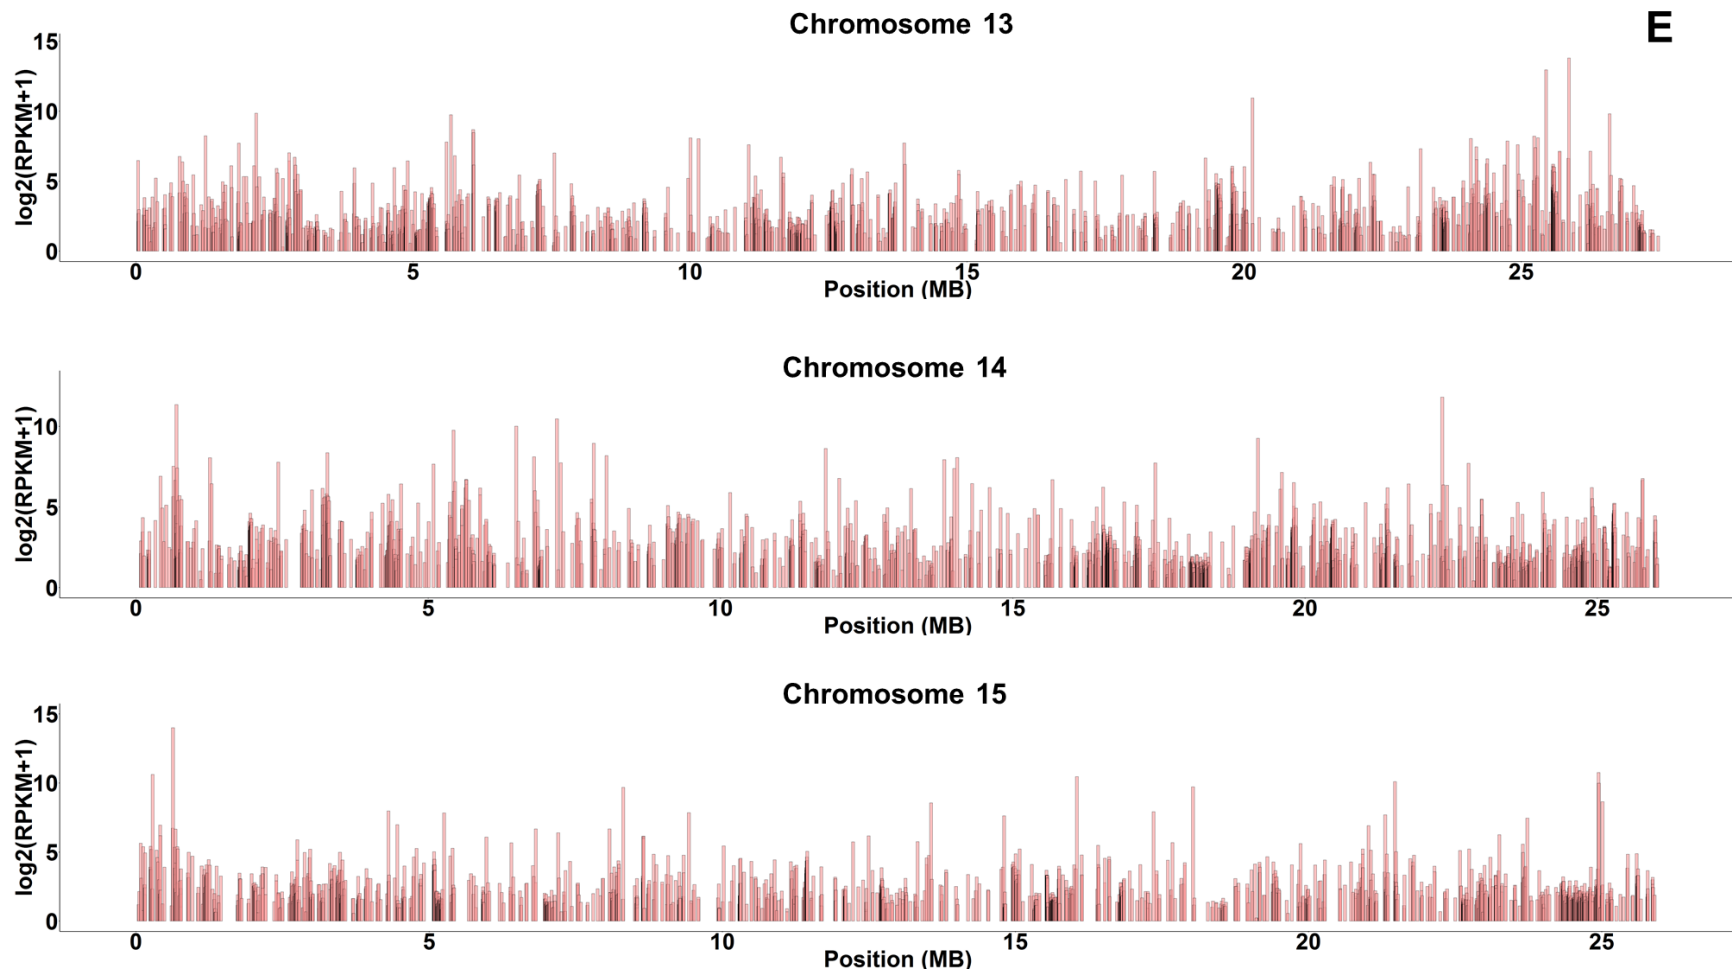 Chromosome 13
E
15
10
5
0
log2(RPKM+1)
0 5 10 15 20 25
Position (MB)
Chromosome 14
10
5
0
log2(RPKM+1)
0 5 10 15 20 25
Position (MB)
Chromosome 15
15
10
5
0
log2(RPKM+1)
0 5 10 15 20 25
Position (MB)